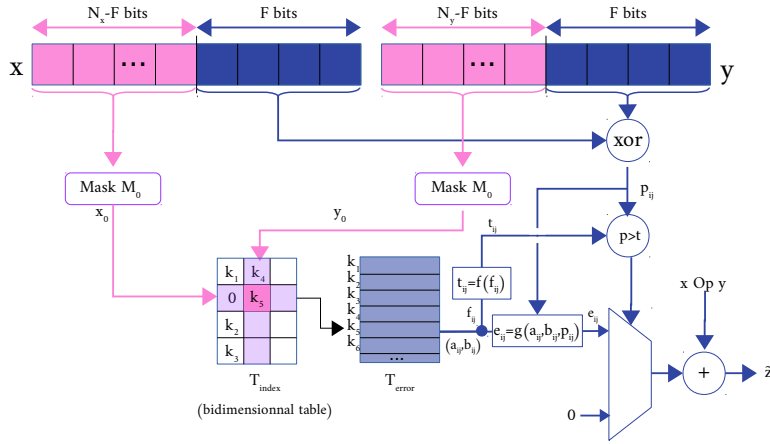 Nx-F bits
F bits
Ny-F bits
F bits
x
...
...
y
xor
Mask M0
Mask M0
x0
y0
pij
tij
p>t
k1
k4
0
k5
k2
k3
k1
k2
k3
k4
k5
k6
...
tij=f(fij)
fij
eij=g(aij,bij,pij)
(aij,bij)
eij
x Op y
+
ẑ
0
Tindex
(bidimensionnal table)
Terror